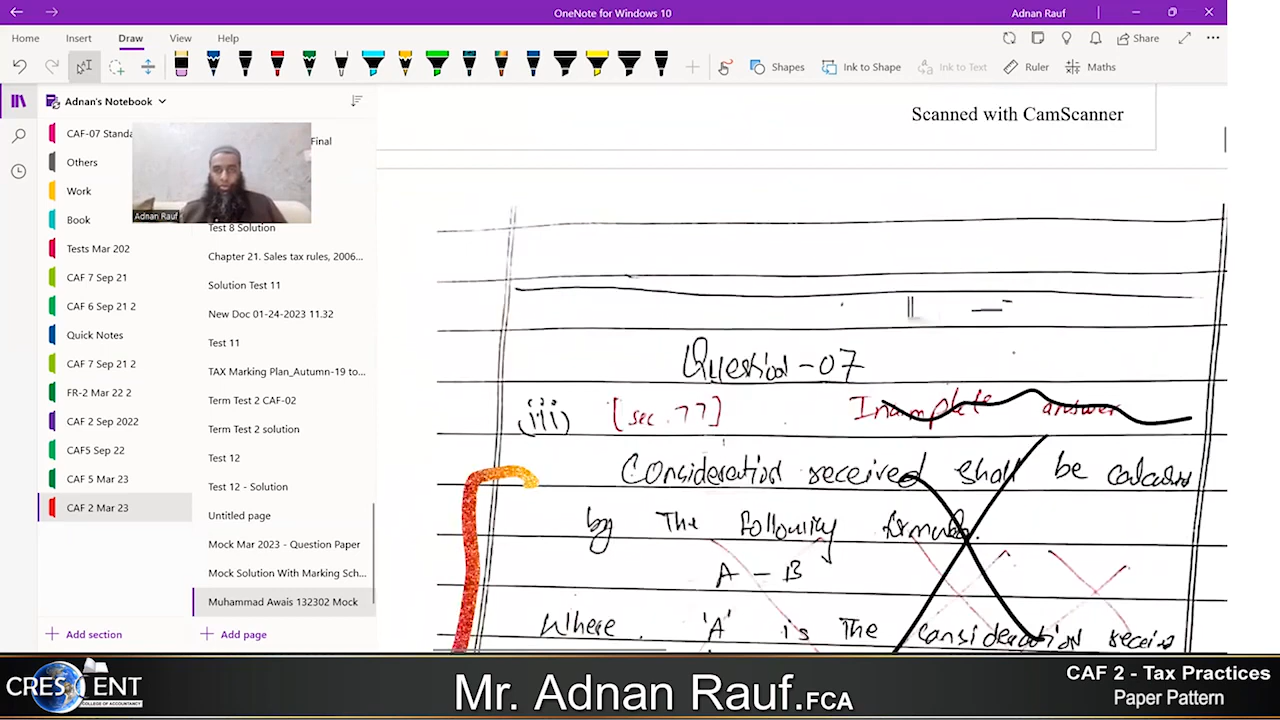 OneNote for Windows 10
Adnan Rauf
Home
Insert
Draw
View
Help
Share
Shapes
Ink to Shape
Ink to Text
Ruler
Maths
Adnan's Notebook
CAF-07 Standa
Others
Work
Book
Tests Mar 202
CAF 7 Sep 21
CAF 6 Sep 21 2
Quick Notes
CAF 7 Sep 21 2
FR-2 Mar 22 2
CAF 2 Sep 2022
CAF5 Sep 22
CAF 5 Mar 23
CAF 2 Mar 23
Add section
Final
Adnan Rauf
Test 8 Solution
Chapter 21. Sales tax rules, 2006...
Solution Test 11
New Doc 01-24-2023 11.32
Test 11
TAX Marking Plan_Autumn-19 to...
Term Test 2 CAF-02
Term Test 2 solution
Test 12
Test 12 - Solution
Untitled page
Mock Mar 2023 - Question Paper
Mock Solution With Marking Sch...
Muhammad Awais 132302 Mock
Add page
Scanned with CamScanner
Question-07
(iii) [sec.77] Incomplete answer
Consideration received shall be
by The Following formula.
A - B
Where 'A' is The consideration
CRESCENT
COLLEGE OF ACCOUNTANCY
Mr. Adnan Rauf.FCA
CAF 2 - Tax Practices
Paper Pattern